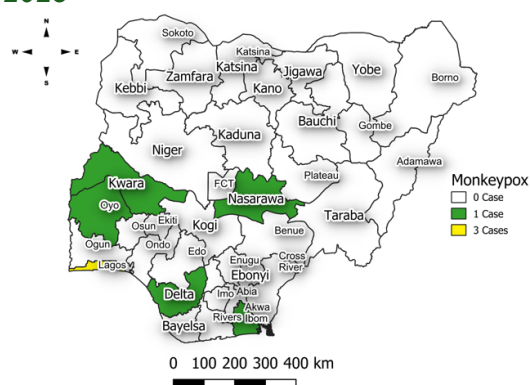 N
W E
S
Sokoto
Katsina
Katsina
Zamfara
Jigawa
Yobe
Borno
Kebbi
Kano
Bauchi
Gombe
Kaduna
Niger
Adamawa
Plateau
FCT
Kwara
Nasarawa
Taraba
Oyo
Kogi
Ekiti
Osun
Benue
Ogun
Ondo
Edo
Lagos
Enugu
Cross
River
Ebonyi
Delta
Imo
Abia
Akwa
Ibom
Rivers
Bayelsa
Monkeypox
0 Case
1 Case
3 Cases
0 100 200 300 400 km